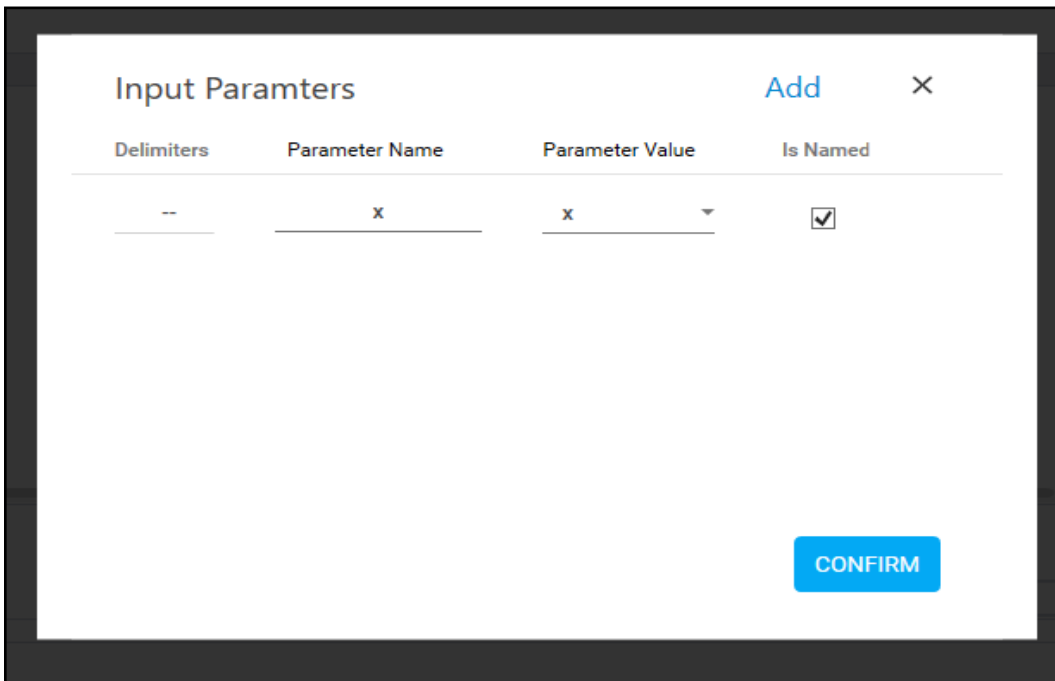 Input Paramters Add ×
Delimiters Parameter Name Parameter Value Is Named
-- x x
CONFIRM